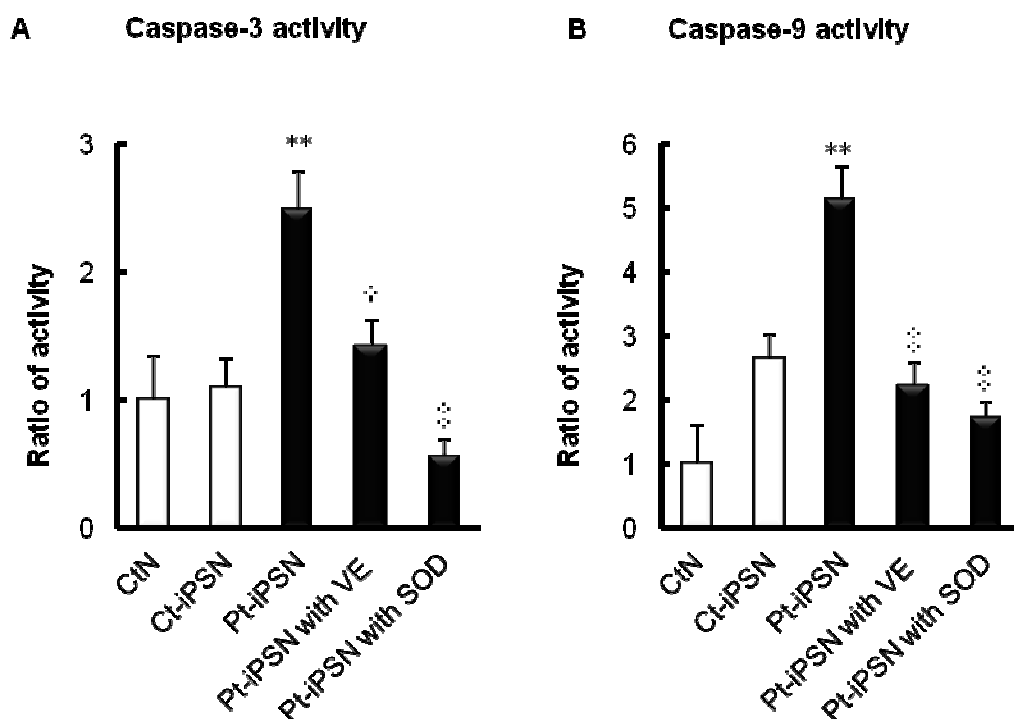 A Caspase-3 activity
3
2
1
0
Ratio of activity
**
CtN
Ct-iPSN
Pt-iPSN
Pt-iPSN with VE
Pt-iPSN with SOD
B Caspase-9 activity
6
5
4
3
2
1
0
Ratio of activity
**
CtN
Ct-iPSN
Pt-iPSN
Pt-iPSN with VE
Pt-iPSN with SOD